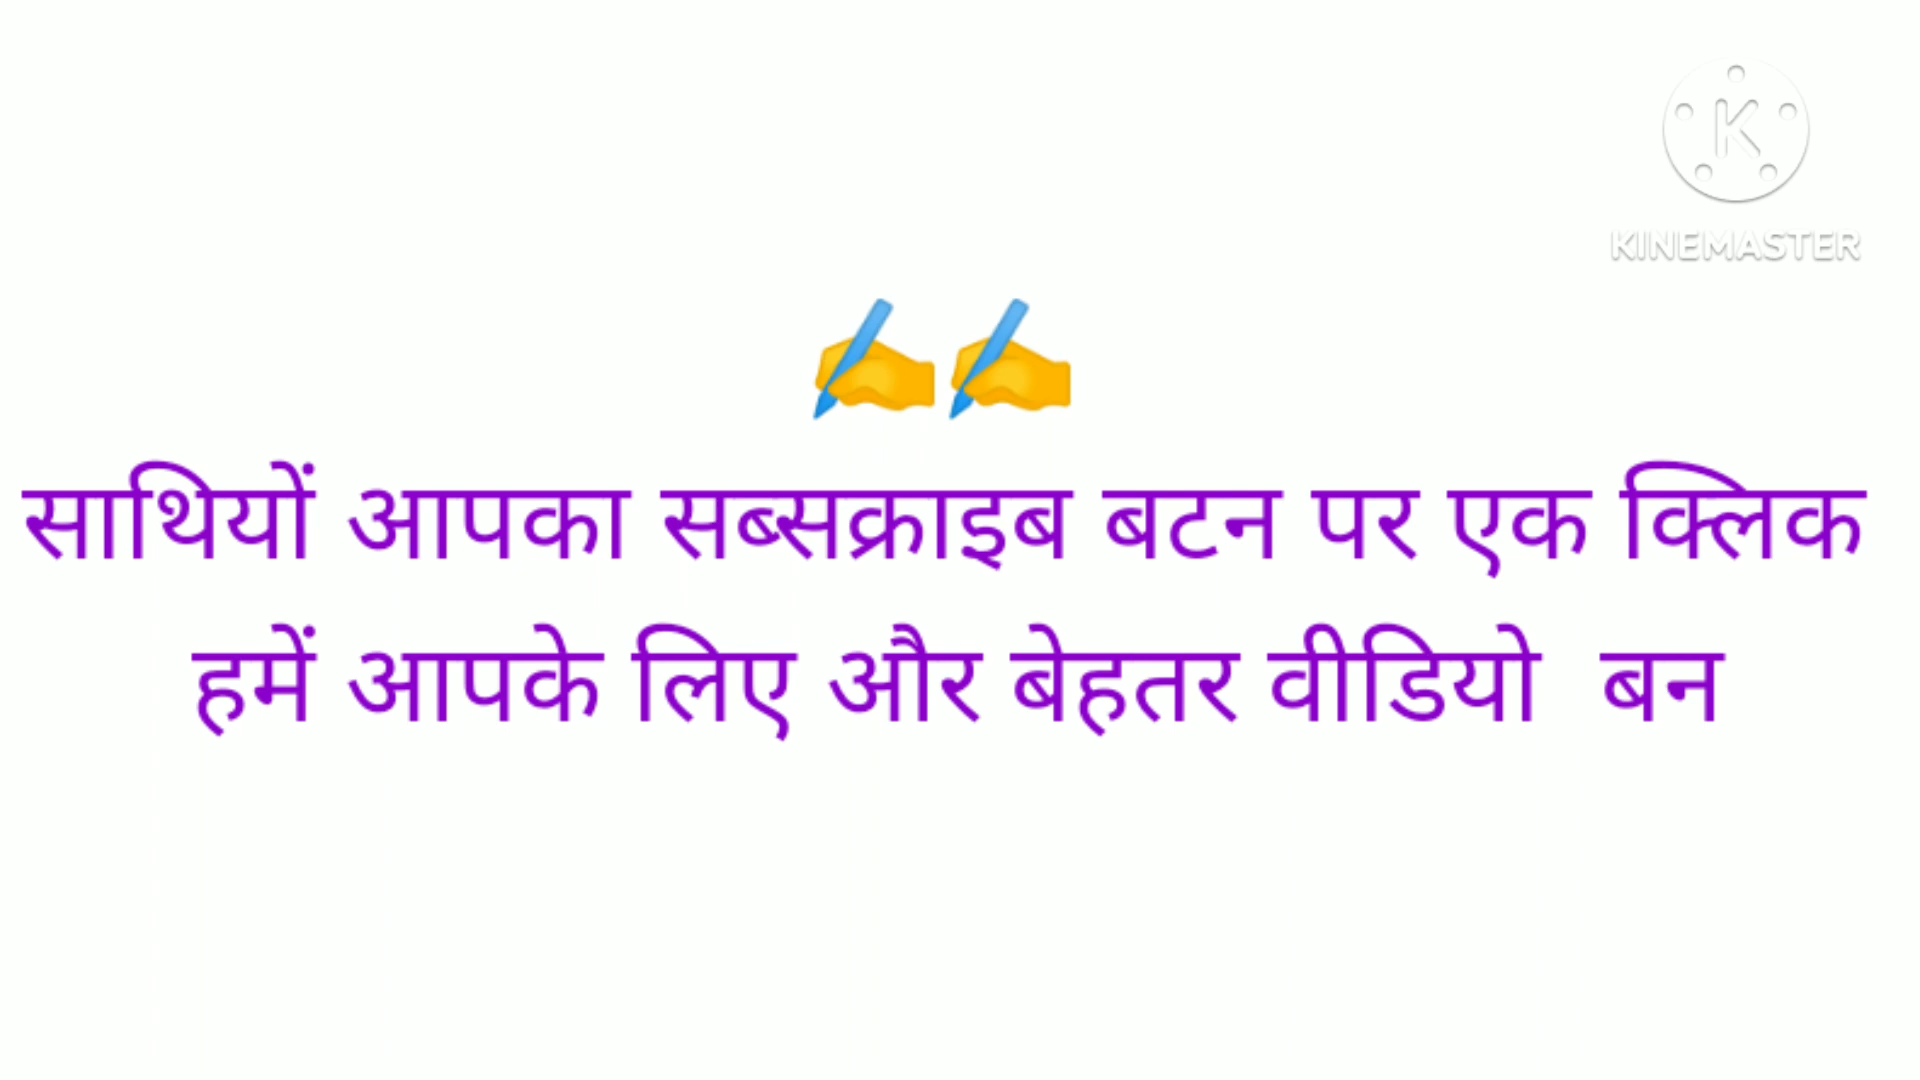 KINEMASTER
✍✍
साथियों आपका सब्सक्राइब बटन पर एक क्लिक
हमें आपके लिए और बेहतर वीडियो  बन